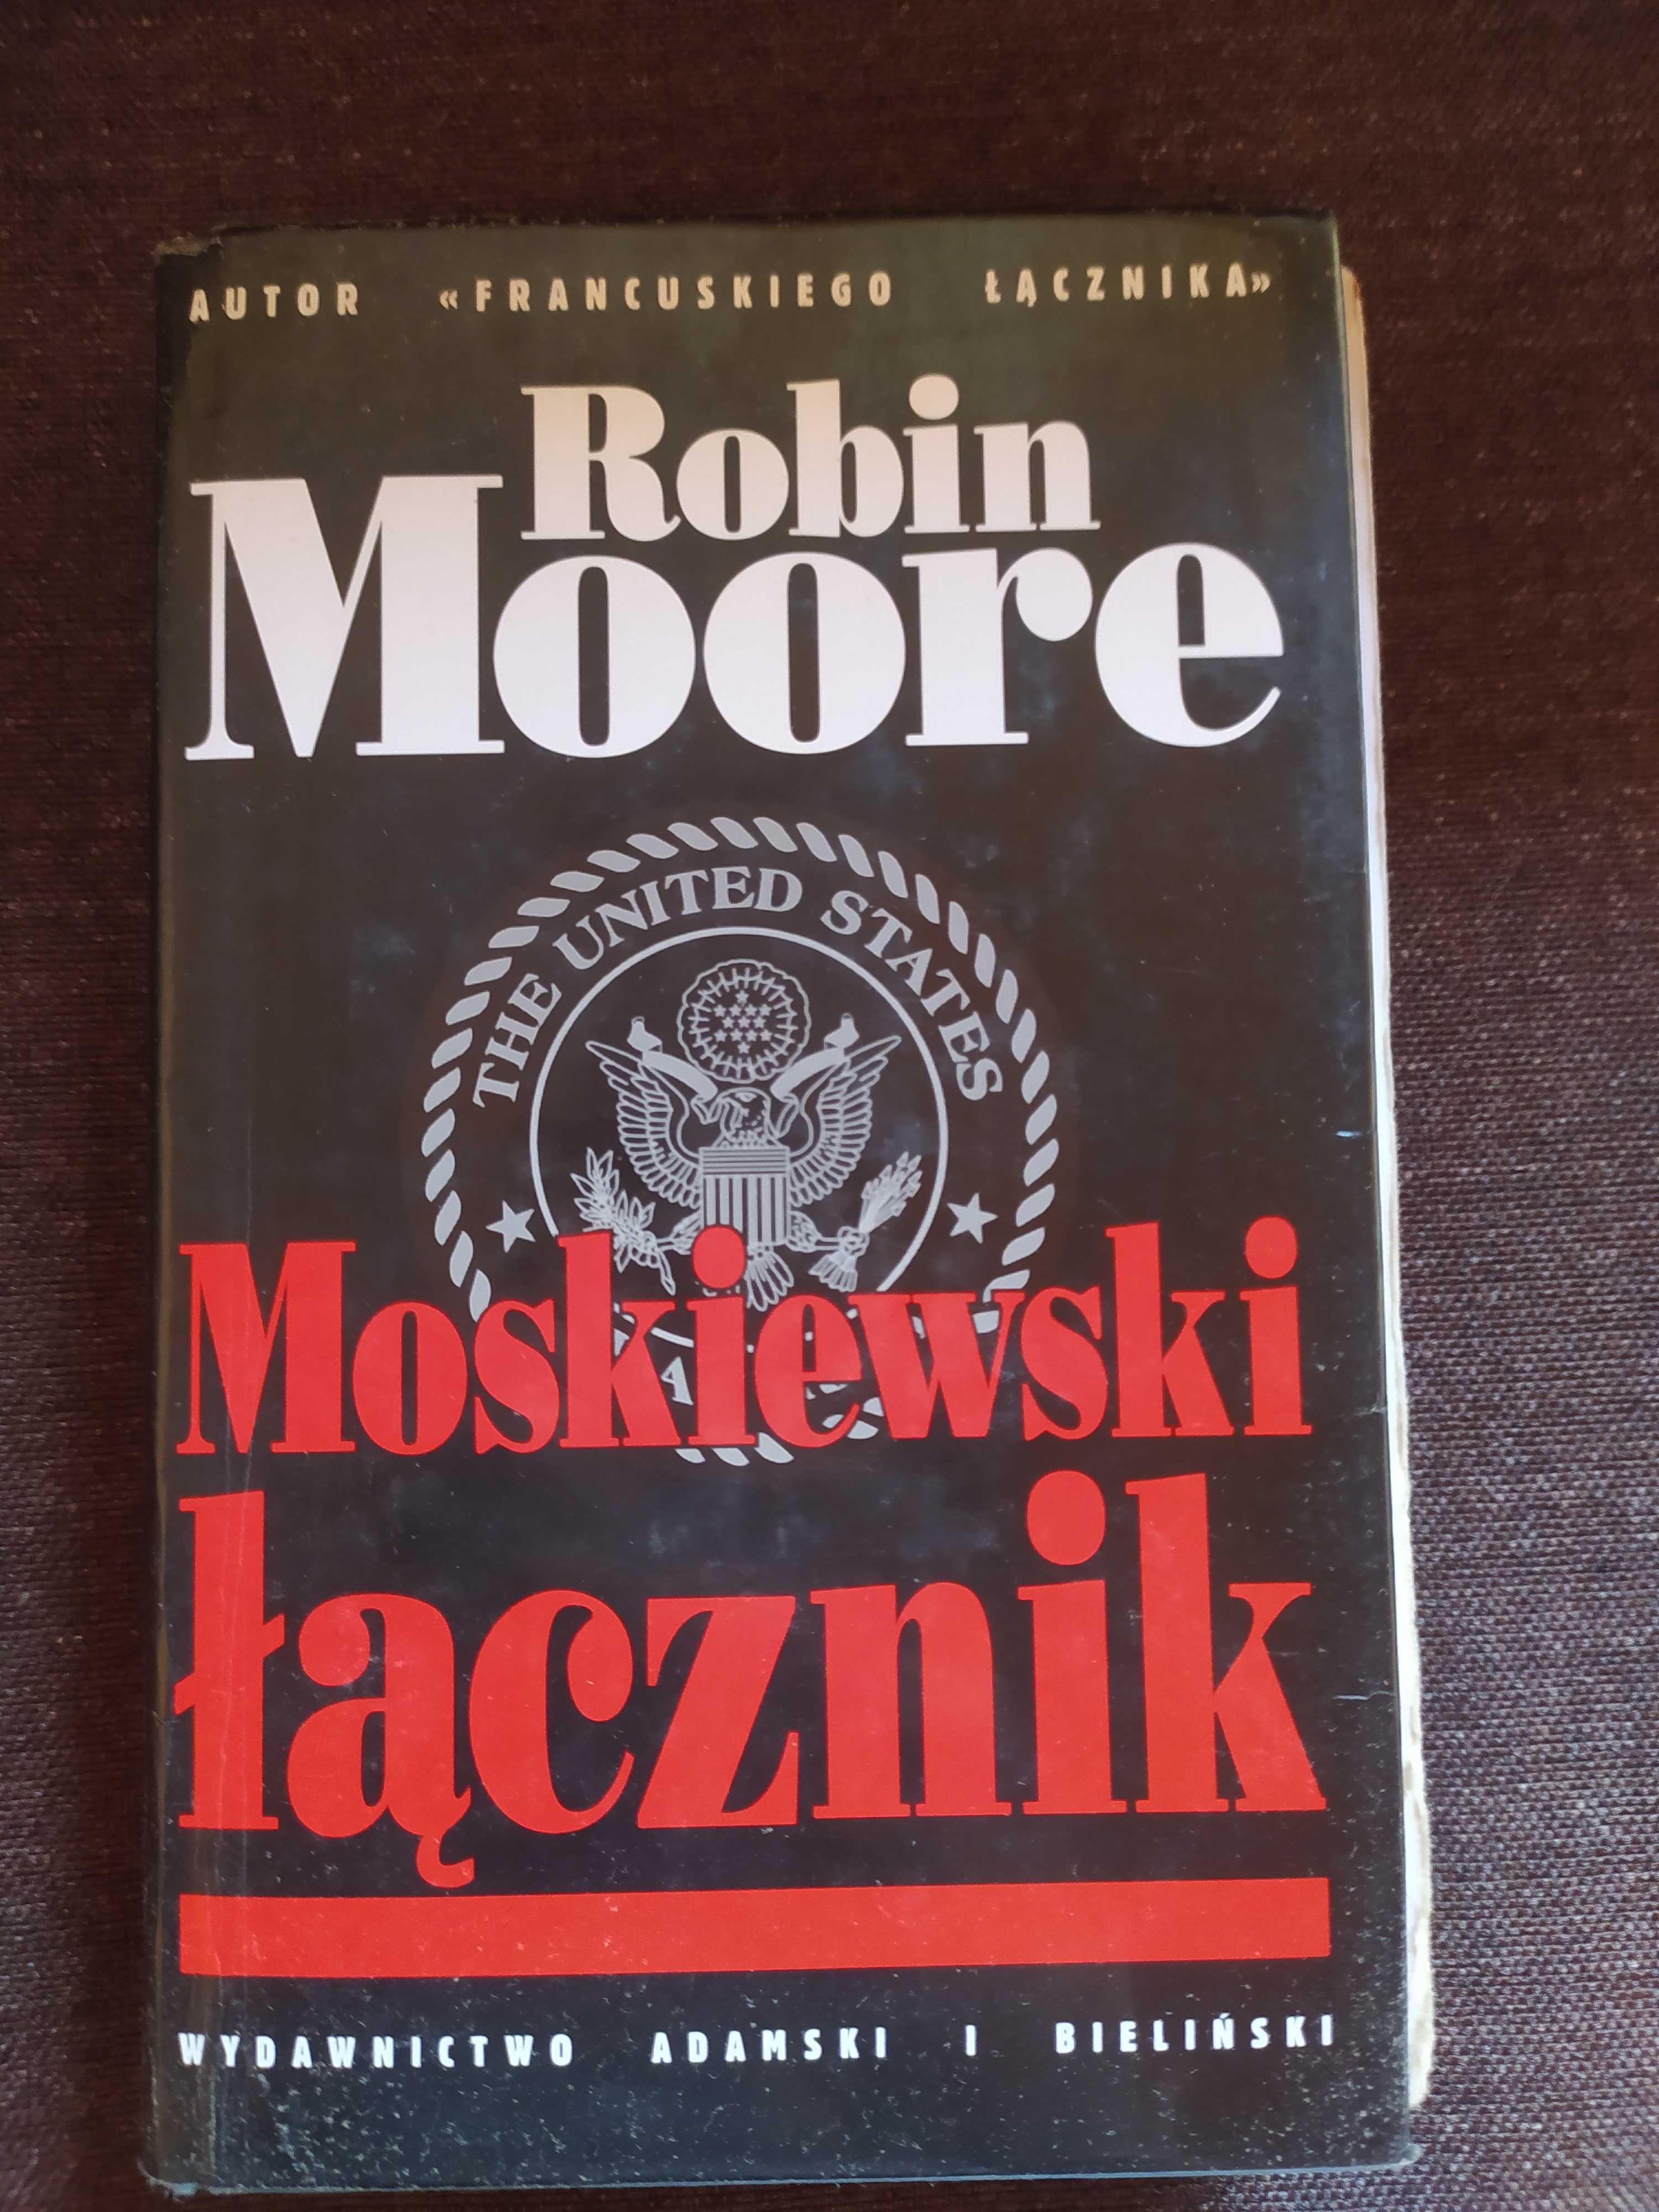 AUTOR «FRANCUSKIEGO ŁĄCZNIKA»
Robin
Moore
THE UNITED STATES
Moskiewski
łącznik
WYDAWNICTWO ADAMSKI I BIELIŃSKI